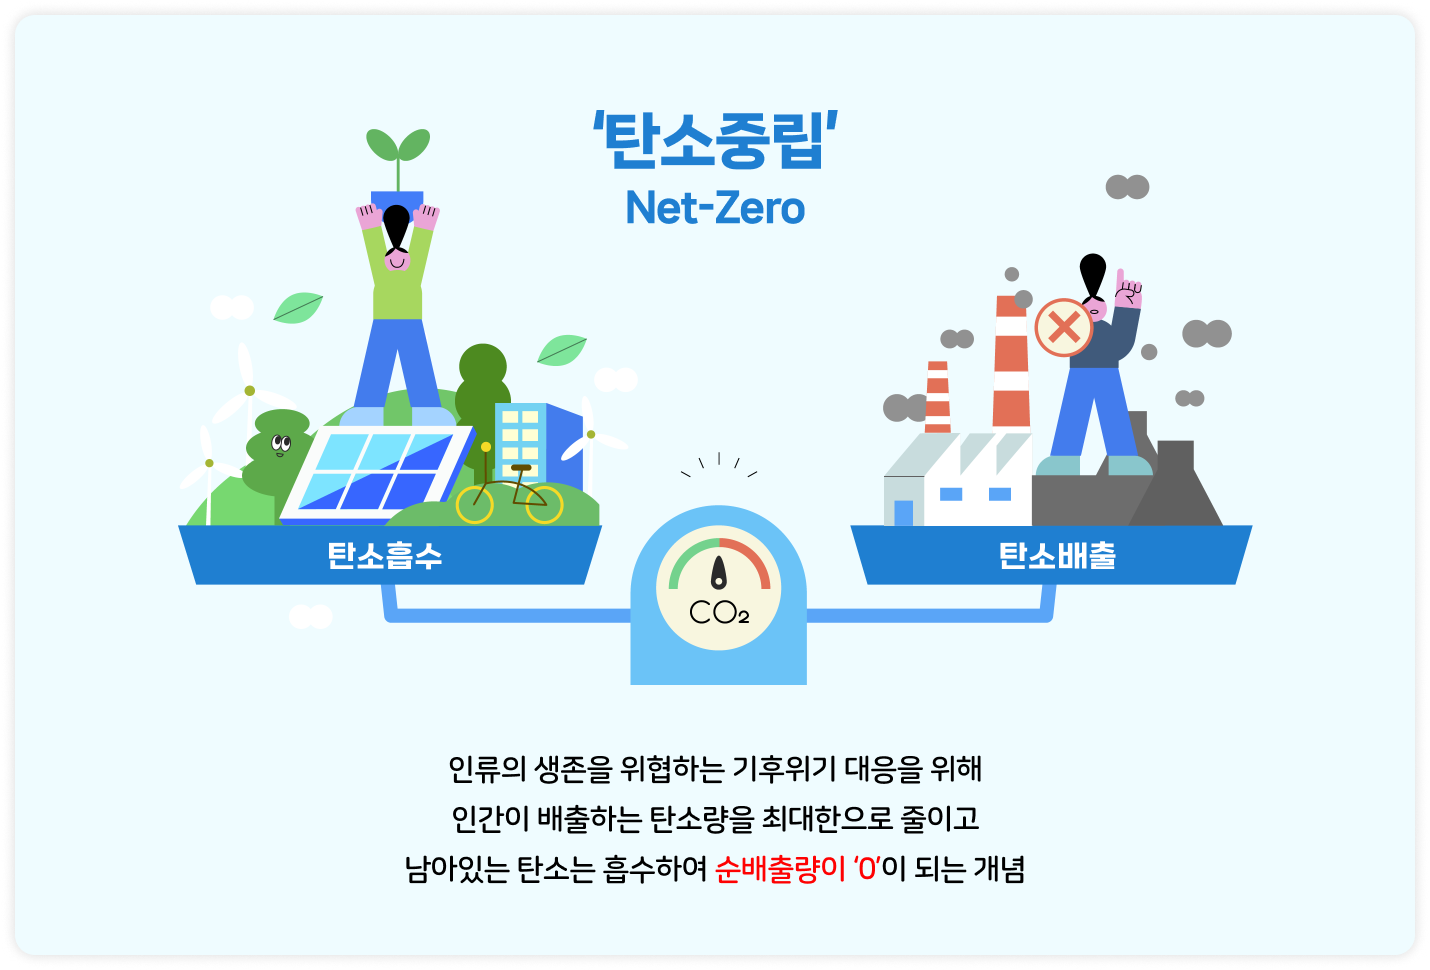 ‘탄소중립’
Net-Zero
탄소흡수
탄소배출
CO₂
인류의 생존을 위협하는 기후위기 대응을 위해
인간이 배출하는 탄소량을 최대한으로 줄이고
남아있는 탄소는 흡수하여 순배출량이 ‘0’이 되는 개념